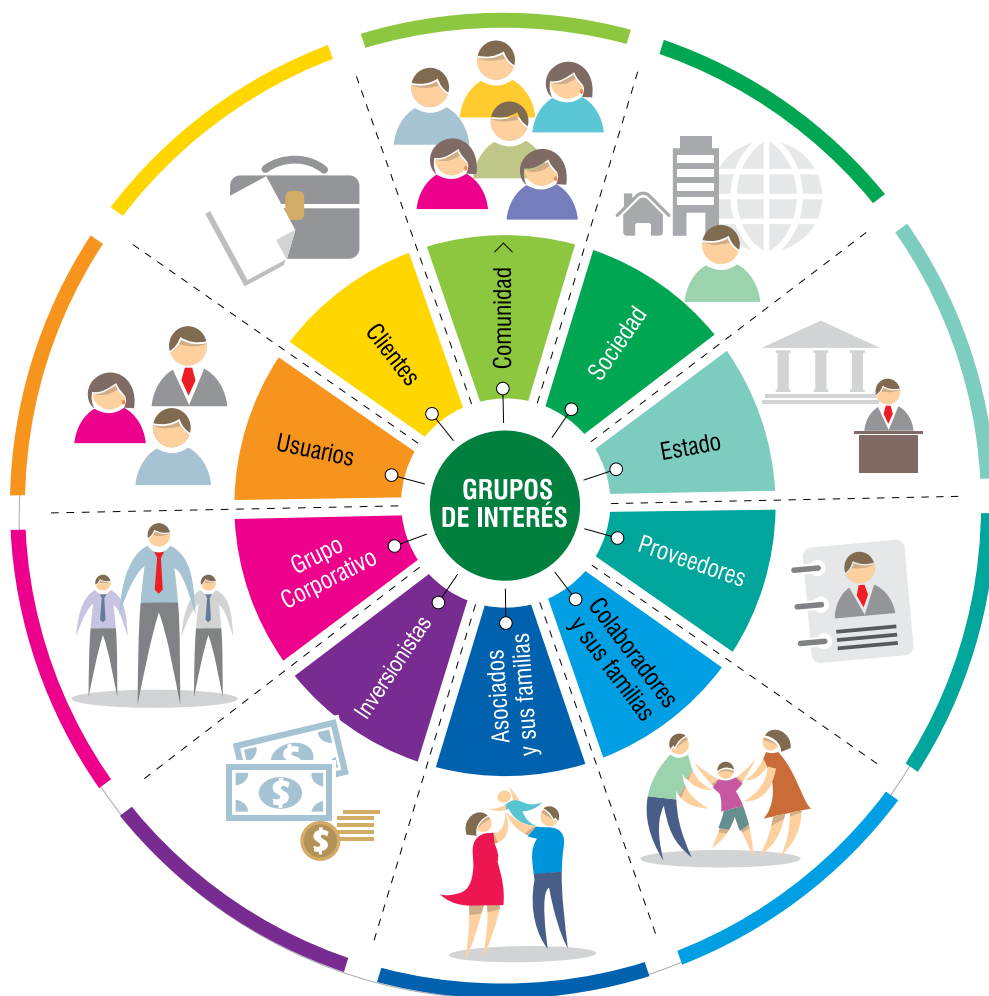 GRUPOS
DE INTERÉS
Comunidad
Sociedad
Estado
Proveedores
Colaboradores
y sus familias
Asociados
y sus familias
Inversionistas
Grupo
Corporativo
Usuarios
Clientes
$
$
$